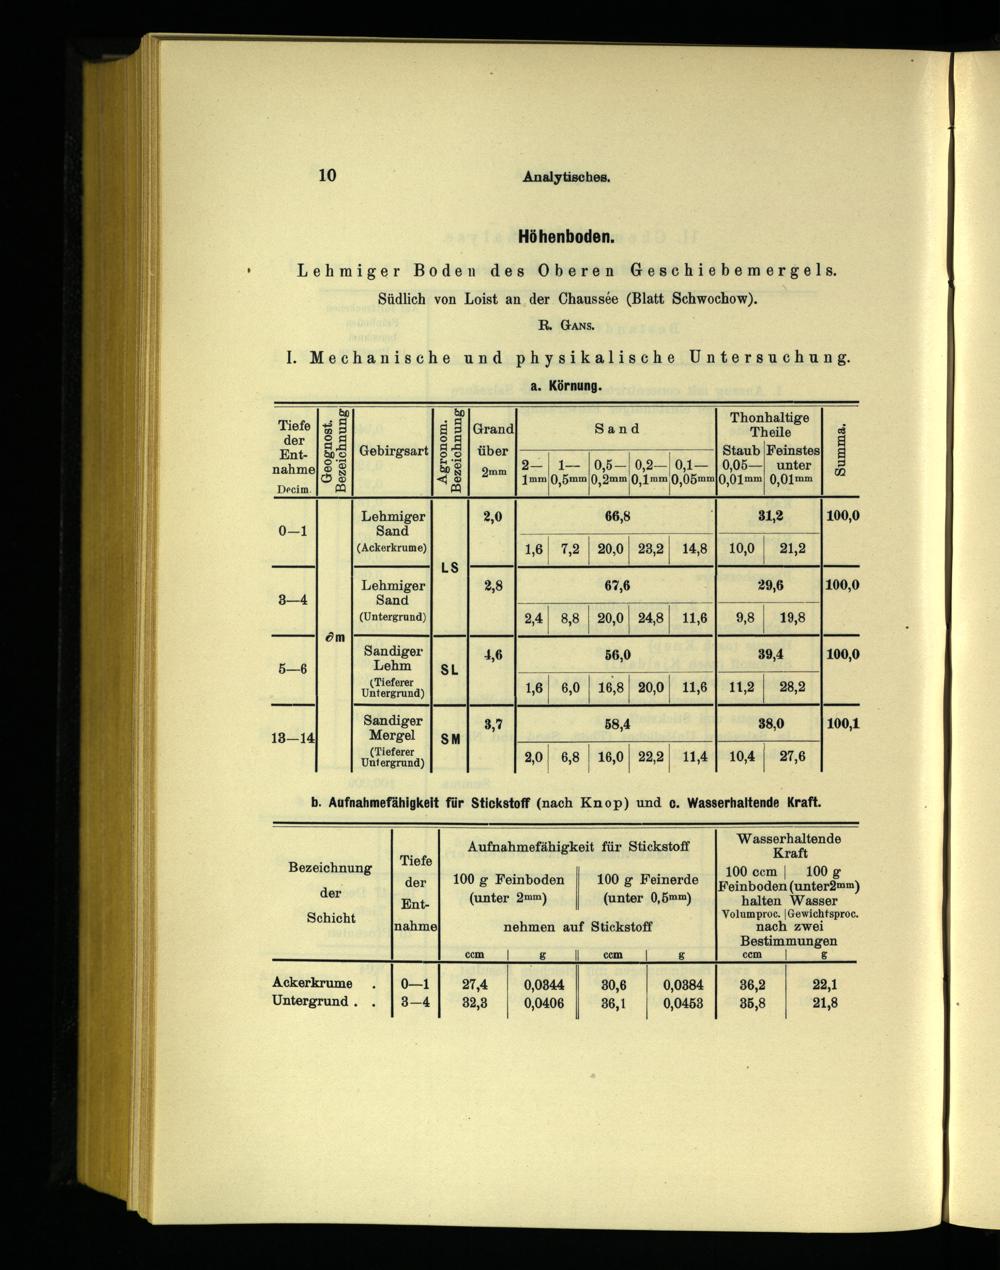 10 Analytisches.
Höhenboden.
Lehmiger Boden des Oberen Geschiebemergels.
Südlich von Loist an der Chaussée (Blatt Schwochow).
R. GANS.
I. Mechanische und physikalische Untersuchung.
a. Körnung.
Tiefe der Ent-nahme Decim. | Geognost. Bezeichnung | Gebirgsart | Agronom. Bezeichnung | Grand über 2mm | Sand | Thonhaltige Theile | Summa.
2—1mm | 1—0,5mm | 0,5—0,2mm | 0,2—0,1mm | 0,1—0,05mm | Staub 0,05—0,01mm | Feinstes unter 0,01mm
0—1 | ∂m | Lehmiger Sand (Ackerkrume) | LS | 2,0 | 66,8 | 31,2 | 100,0
1,6 | 7,2 | 20,0 | 23,2 | 14,8 | 10,0 | 21,2
3—4 | Lehmiger Sand (Untergrund) | 2,8 | 67,6 | 29,6 | 100,0
2,4 | 8,8 | 20,0 | 24,8 | 11,6 | 9,8 | 19,8
5—6 | Sandiger Lehm (Tieferer Untergrund) | SL | 4,6 | 56,0 | 39,4 | 100,0
1,6 | 6,0 | 16,8 | 20,0 | 11,6 | 11,2 | 28,2
13—14 | Sandiger Mergel (Tieferer Untergrund) | SM | 3,7 | 58,4 | 38,0 | 100,1
2,0 | 6,8 | 16,0 | 22,2 | 11,4 | 10,4 | 27,6
b. Aufnahmefähigkeit für Stickstoff (nach Knop) und c. Wasserhaltende Kraft.
Bezeichnung der Schicht | Tiefe der Ent-nahme | Aufnahmefähigkeit für Stickstoff | Wasserhaltende Kraft
100 g Feinboden (unter 2mm) | 100 g Feinerde (unter 0,5mm) | 100 ccm | 100 g
nehmen auf Stickstoff | Feinboden (unter 2mm) halten Wasser
Volumproc. | Gewichtsproc.
nach zwei Bestimmungen
ccm | g | ccm | g | ccm | g
Ackerkrume . | 0—1 | 27,4 | 0,0344 | 30,6 | 0,0384 | 36,2 | 22,1
Untergrund . . | 3—4 | 32,3 | 0,0406 | 36,1 | 0,0453 | 35,8 | 21,8